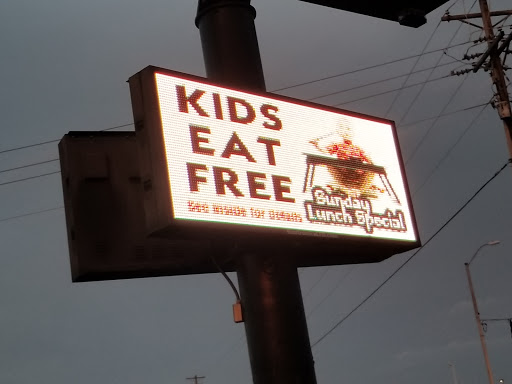 KIDS
EAT
FREE
See Inside for Details
Sunday
Lunch Special